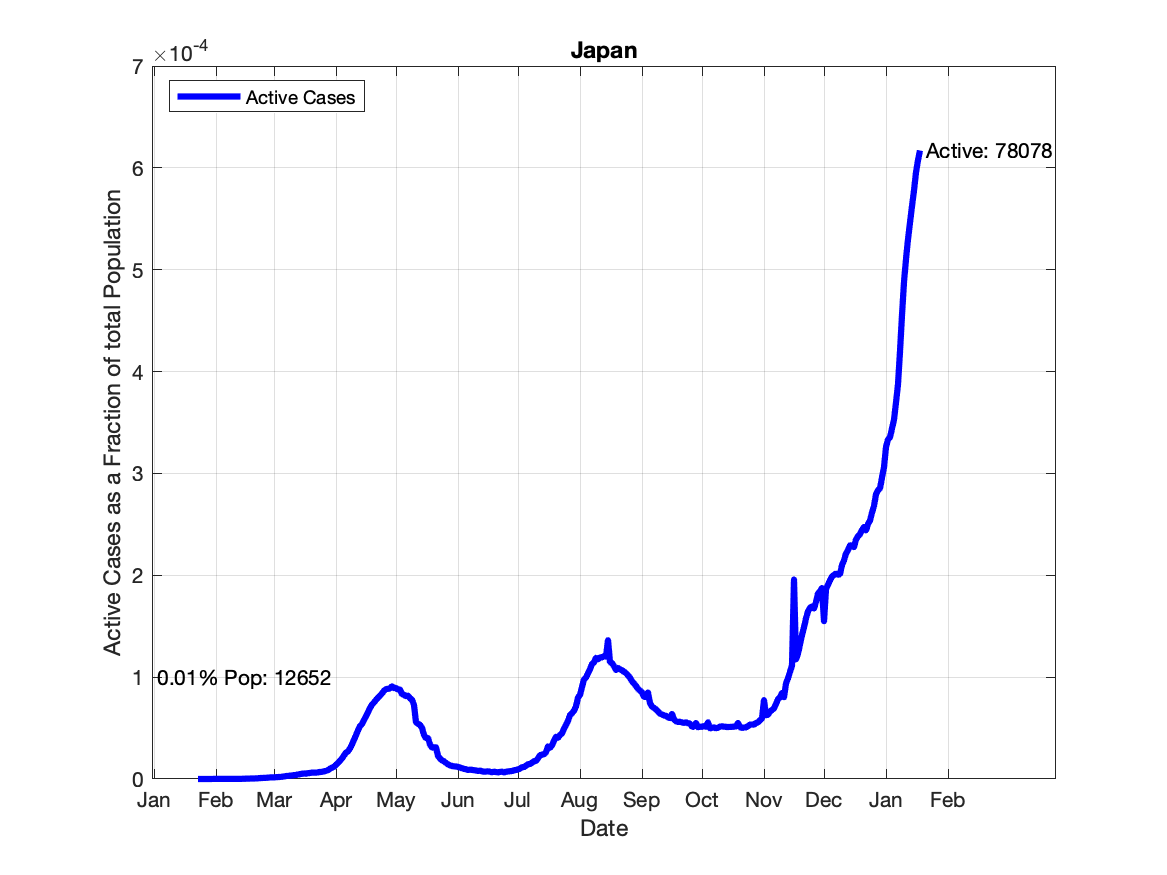 Japan
×10-4
7
Active Cases
6
5
4
3
2
1
0
Active: 78078
0.01% Pop: 12652
Active Cases as a Fraction of total Population
Jan Feb Mar Apr May Jun Jul Aug Sep Oct Nov Dec Jan Feb
Date